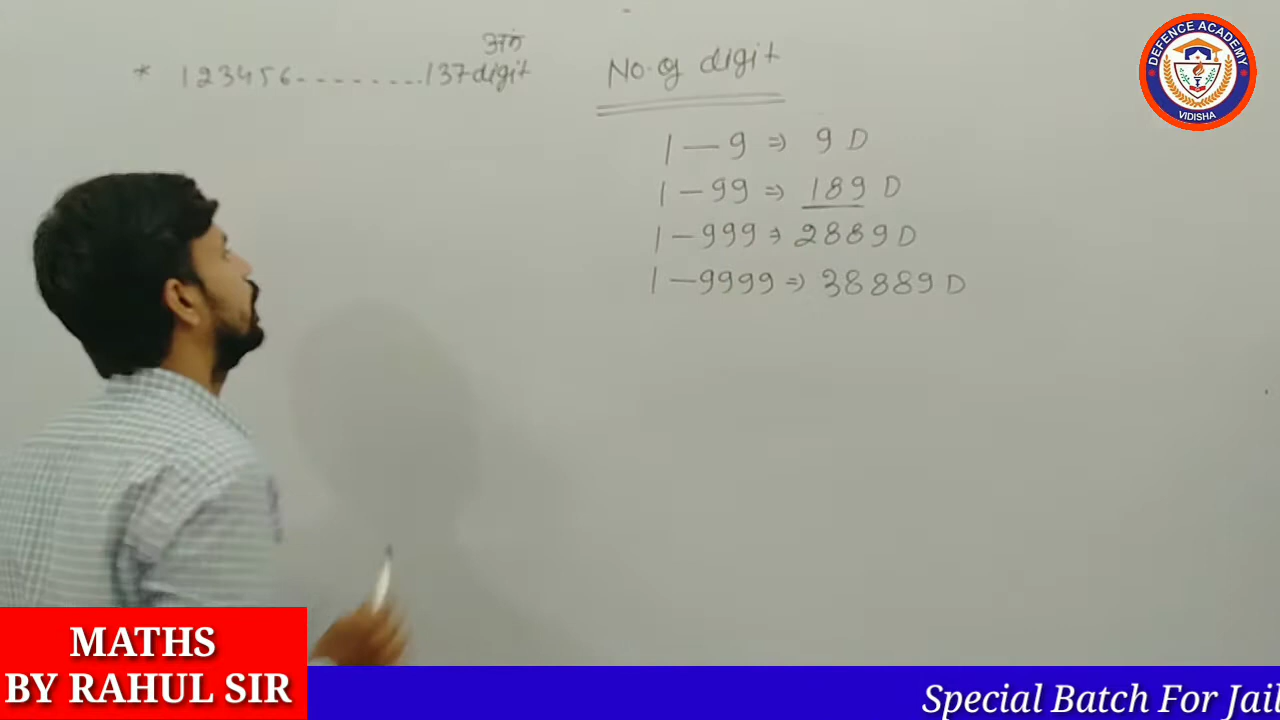 अंक
* 123456--------137 digit
No. of digit
1 — 9 ⇒ 9 D
1 — 99 ⇒ 189 D
1 — 999 ⇒ 2889 D
1 — 9999 ⇒ 38889 D
DEFENCE ACADEMY
VIDISHA
MATHS
BY RAHUL SIR
Special Batch For Jail